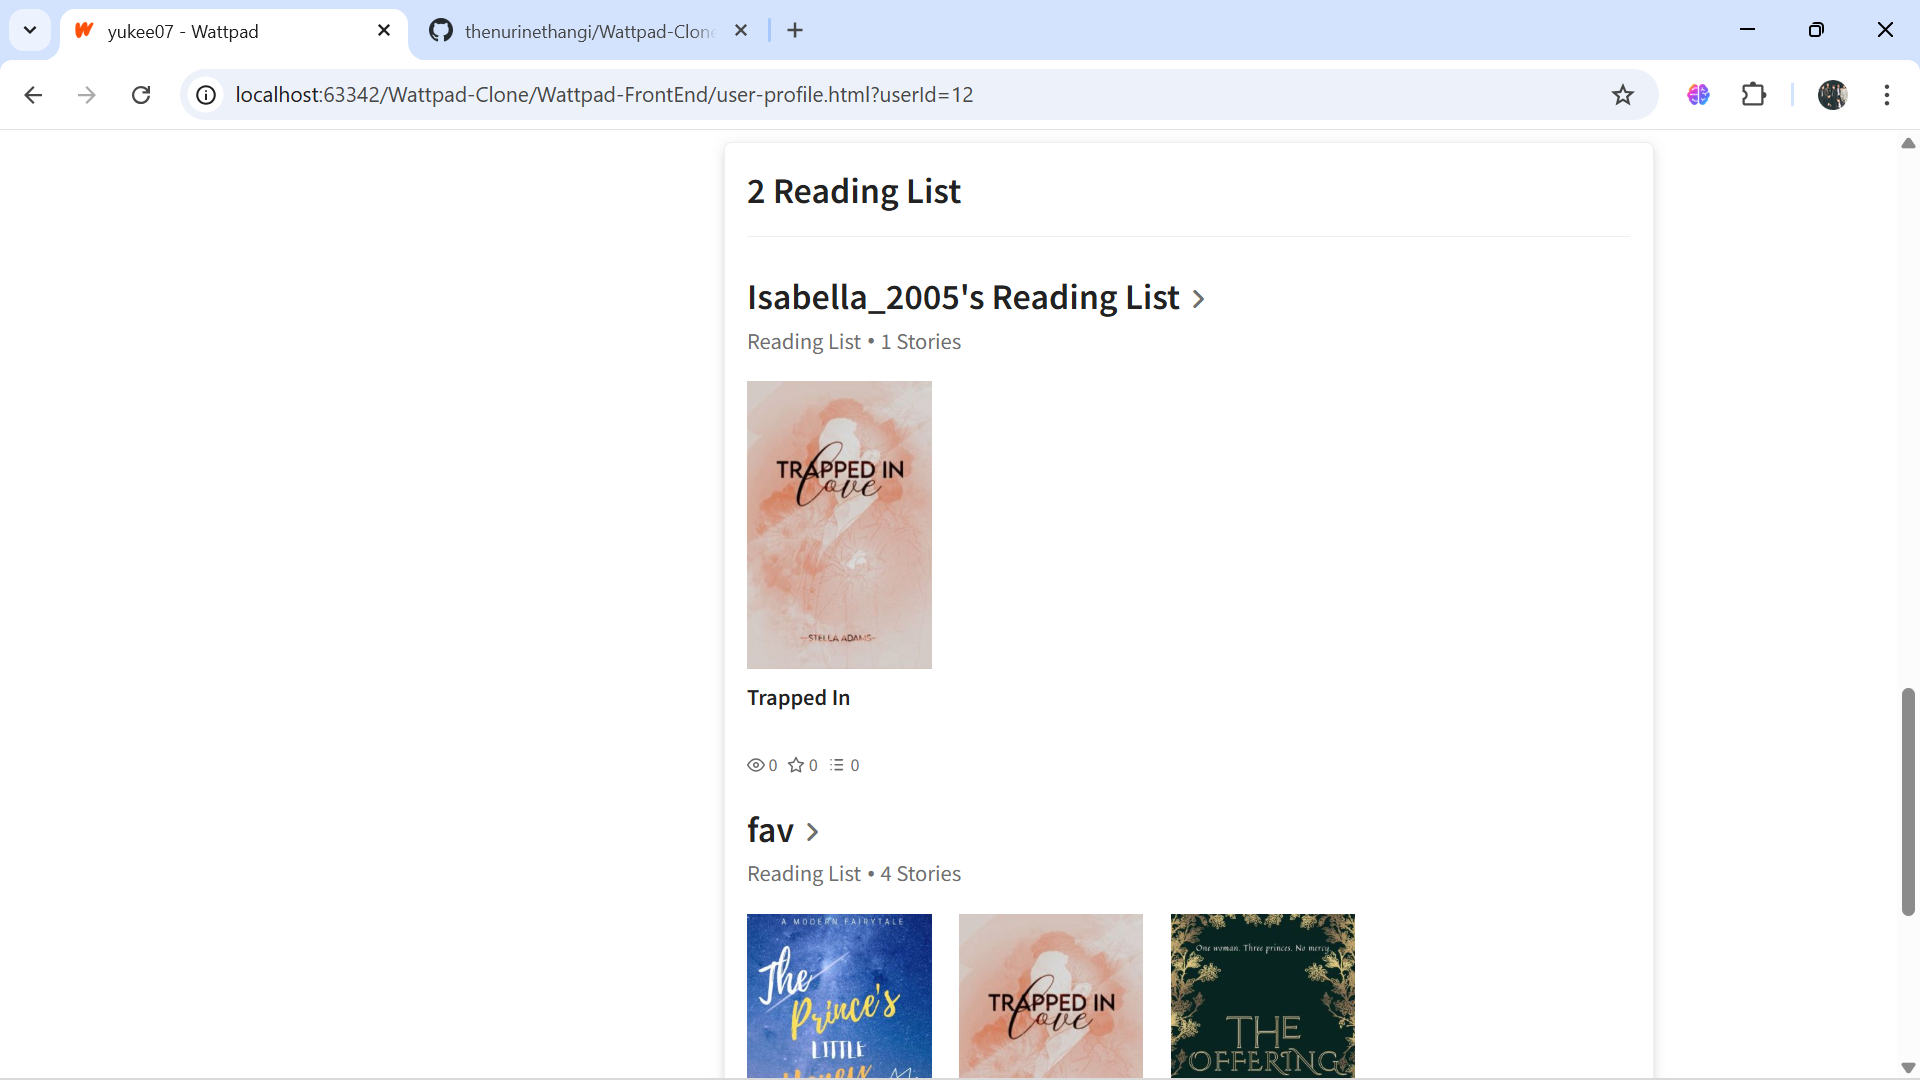 yukee07 - Wattpad
thenurinethangi/Wattpad-Clone
localhost:63342/Wattpad-Clone/Wattpad-FrontEnd/user-profile.html?userId=12
2 Reading List
Isabella_2005's Reading List
Reading List • 1 Stories
TRAPPED IN
Love
STELLA ADAMS
Trapped In
0 0 0
fav
Reading List • 4 Stories
A MODERN FAIRYTALE
The
Prince's
LITTLE
Honey
TRAPPED IN
Love
One woman. Three princes. No mercy.
THE
OFFERING